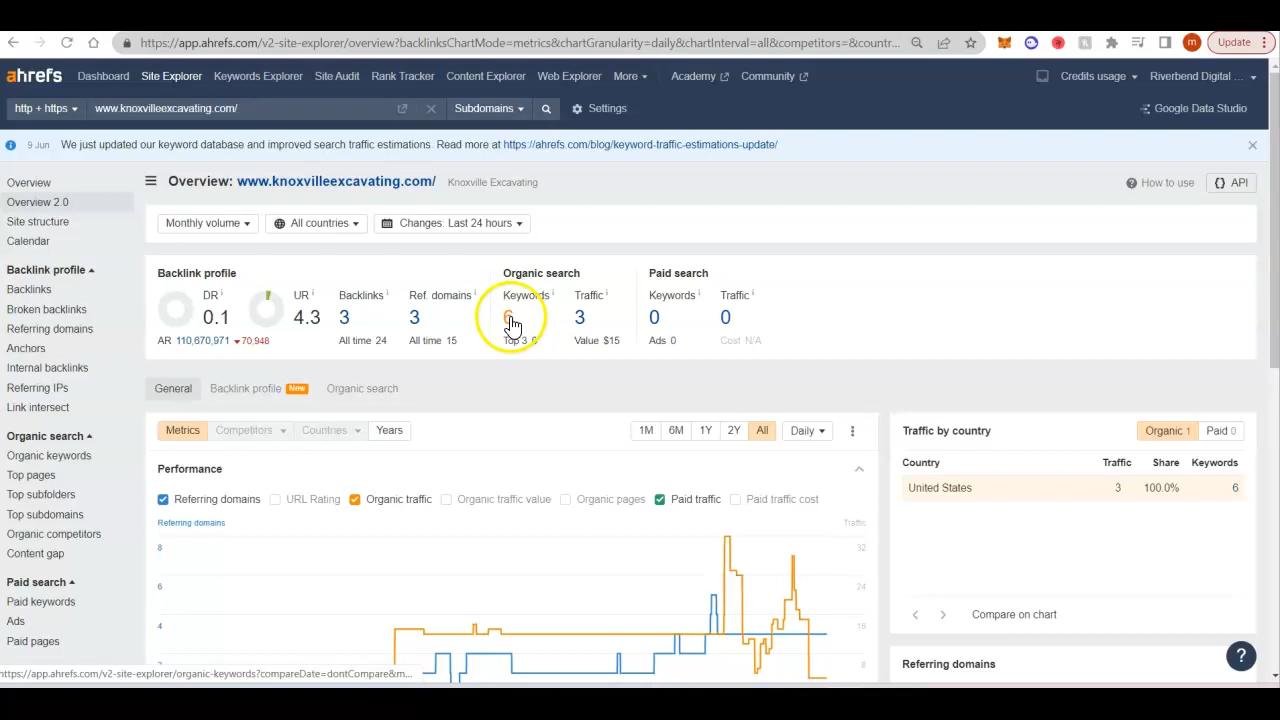 https://app.ahrefs.com/v2-site-explorer/overview?backlinksChartMode=metrics&chartGranularity=daily&chartInterval=all&competitors=&countr...
m
Update
ahrefs Dashboard Site Explorer Keywords Explorer Site Audit Rank Tracker Content Explorer Web Explorer More Academy Community Credits usage Riverbend Digital ...
http + https www.knoxvilleexcavating.com/ Subdomains Settings Google Data Studio
9 Jun We just updated our keyword database and improved search traffic estimations. Read more at https://ahrefs.com/blog/keyword-traffic-estimations-update/
Overview
Overview 2.0
Site structure
Calendar
Backlink profile
Backlinks
Broken backlinks
Referring domains
Anchors
Internal backlinks
Referring IPs
Link intersect
Organic search
Organic keywords
Top pages
Top subfolders
Top subdomains
Organic competitors
Content gap
Paid search
Paid keywords
Ads
Paid pages
Overview: www.knoxvilleexcavating.com/ Knoxville Excavating
How to use {} API
Monthly volume All countries Changes: Last 24 hours
Backlink profile Organic search Paid search
DR UR Backlinks Ref. domains Keywords Traffic Keywords Traffic
0.1 4.3 3 3 6 3 0 0
AR 110,670,971 70,948 All time 24 All time 15 Top 3 0 Value $15 Ads 0 Cost N/A
General Backlink profile New Organic search
Metrics Competitors Countries Years 1M 6M 1Y 2Y All Daily
Performance
Referring domains URL Rating Organic traffic Organic traffic value Organic pages Paid traffic Paid traffic cost
Referring domains Traffic
8 32
6 24
4 16
2 8
Traffic by country Organic 1 Paid 0
Country Traffic Share Keywords
United States 3 100.0% 6
Compare on chart
Referring domains
?
https://app.ahrefs.com/v2-site-explorer/organic-keywords?compareDate=dontCompare&m...